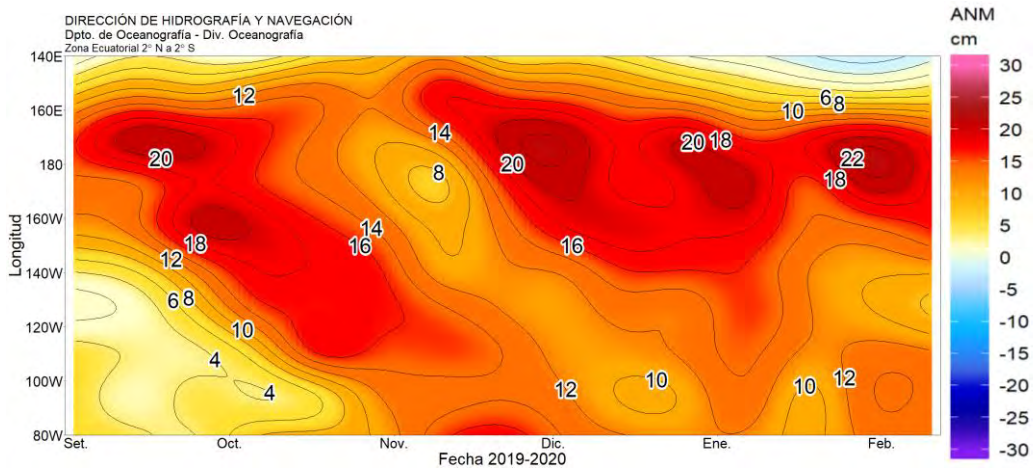 DIRECCIÓN DE HIDROGRAFÍA Y NAVEGACIÓN
Dpto. de Oceanografía - Div. Oceanografía
Zona Ecuatorial 2° N a 2° S
ANM
cm
140E
160E
180
160W
140W
120W
100W
80W
Longitud
12
20
18
12
6 8
10
4
4
14
8
14
16
20
16
12
10
20 18
10
6 8
22
18
10
12
30
25
20
15
10
5
0
-5
-10
-15
-20
-25
-30
Set.
Oct.
Nov.
Dic.
Ene.
Feb.
Fecha 2019-2020